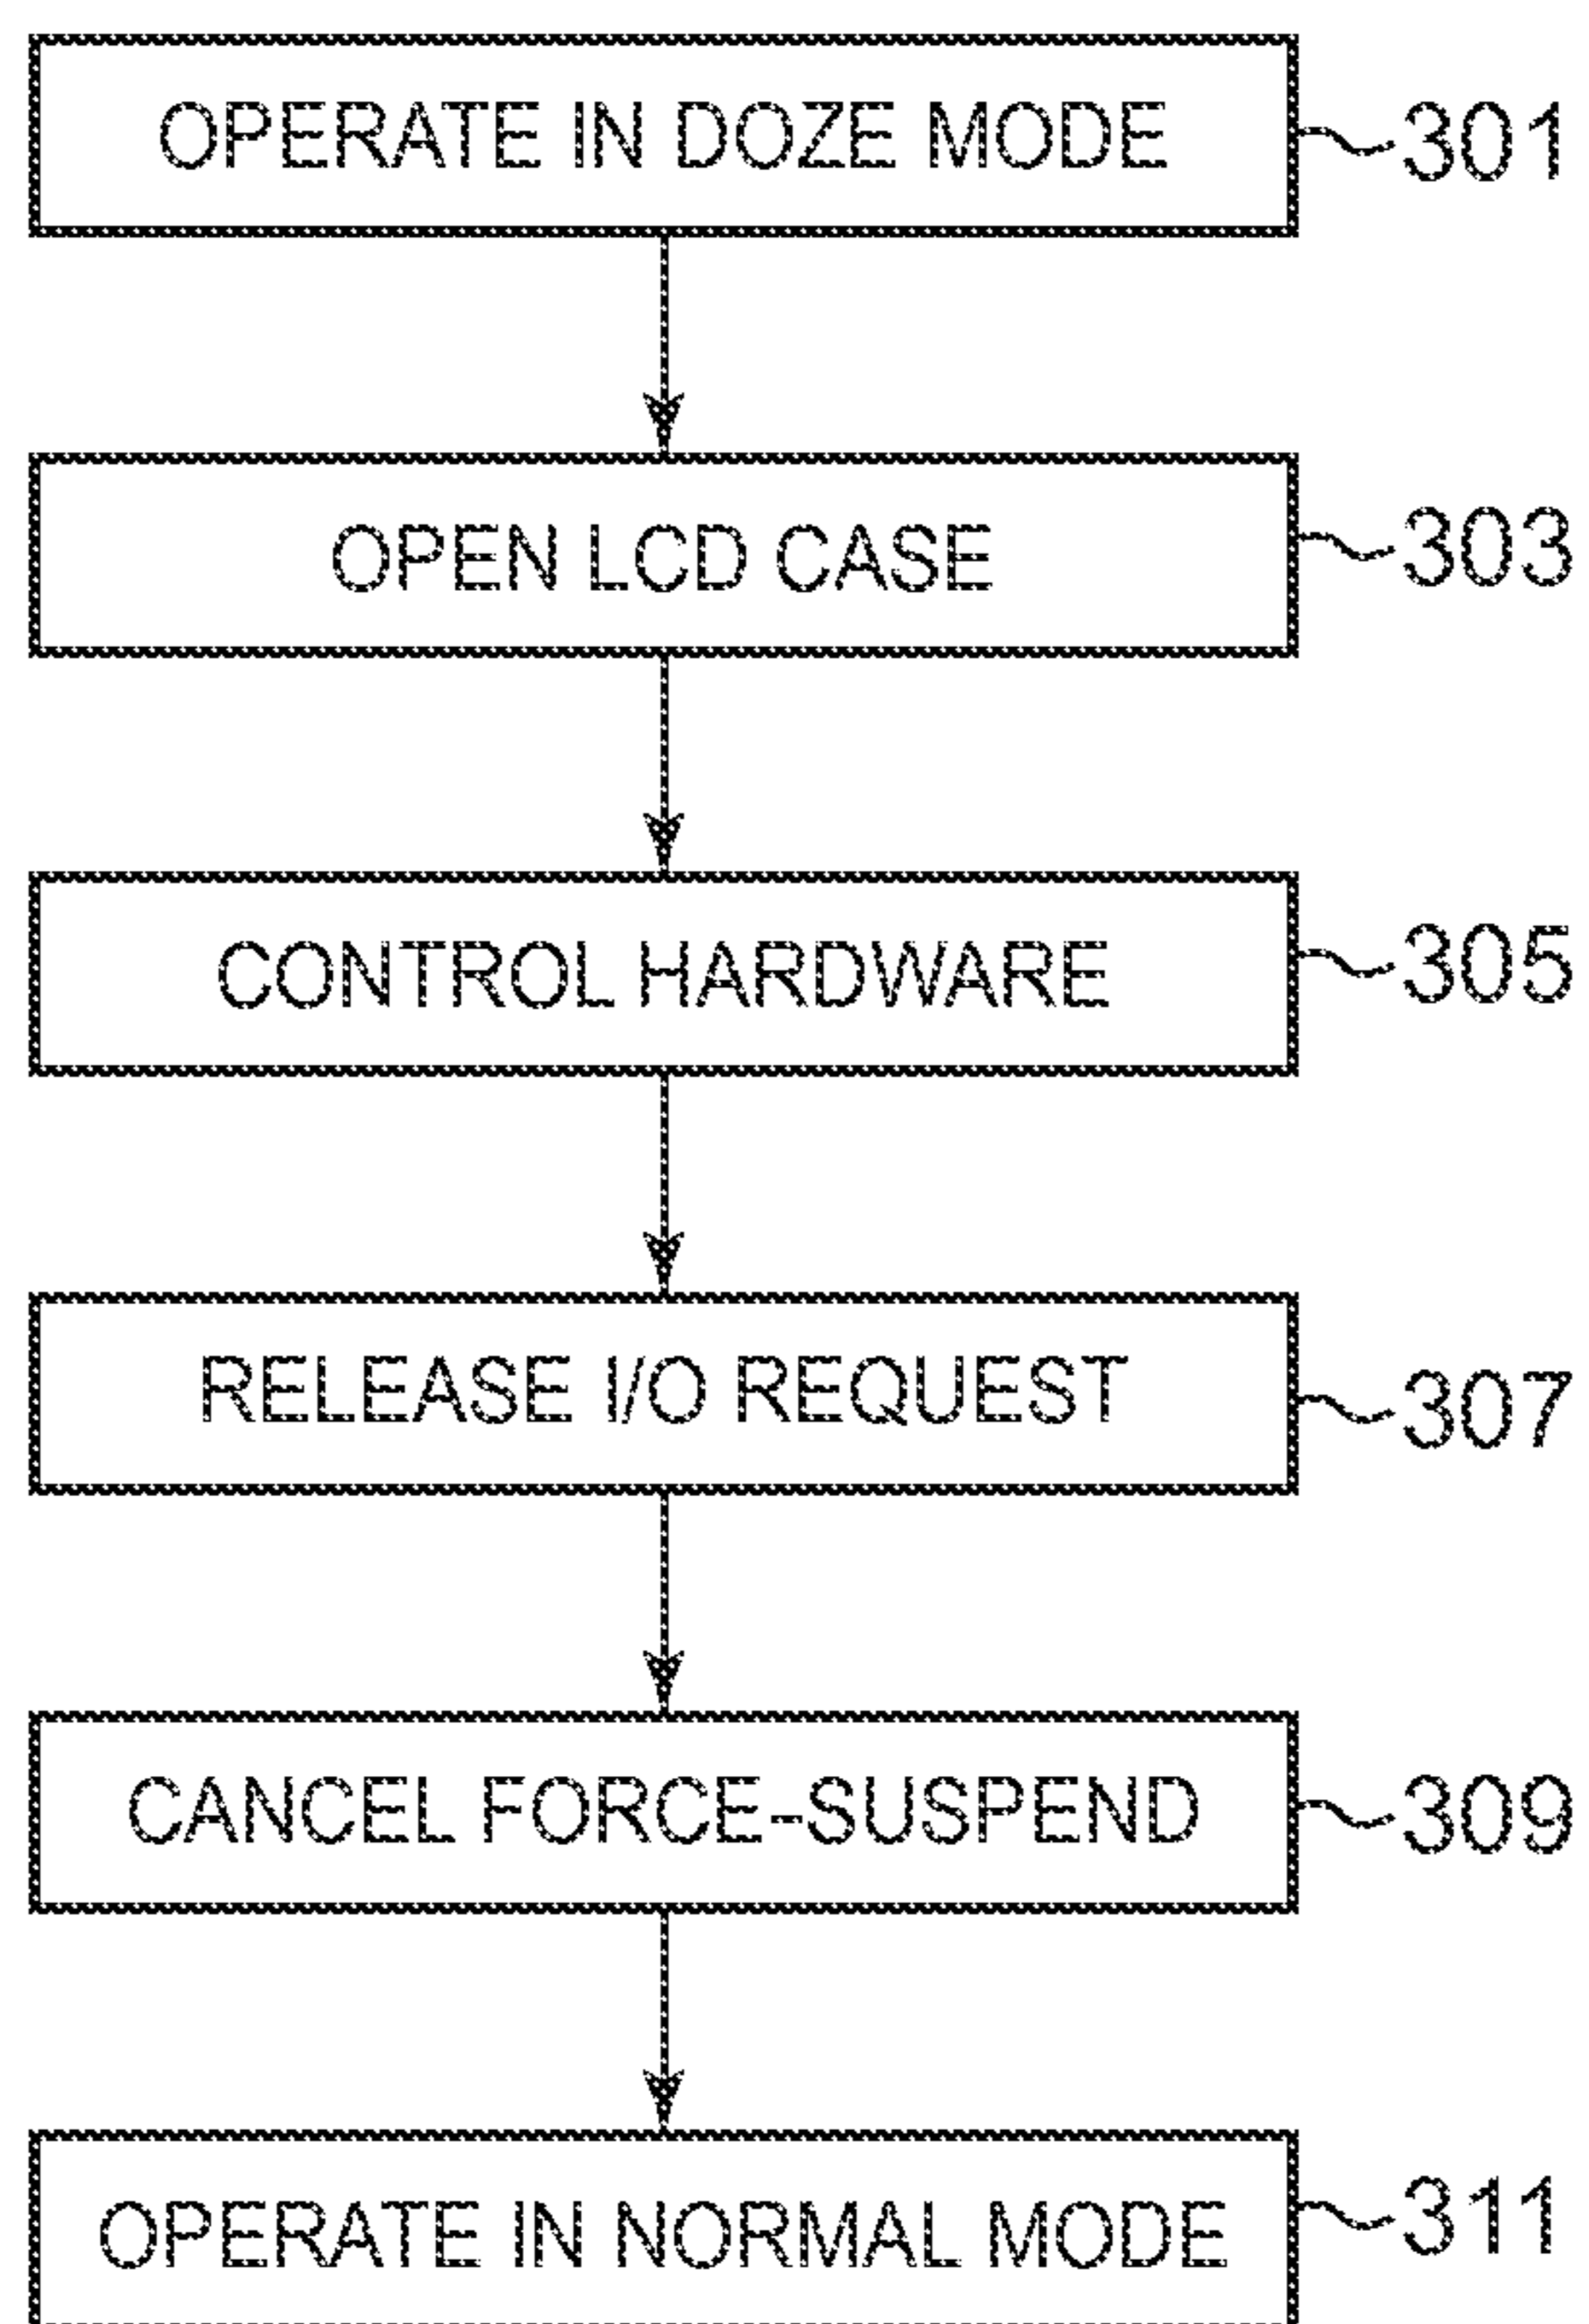 OPERATE IN DOZE MODE 301
OPEN LCD CASE 303
CONTROL HARDWARE 305
RELEASE I/O REQUEST 307
CANCEL FORCE-SUSPEND 309
OPERATE IN NORMAL MODE 311